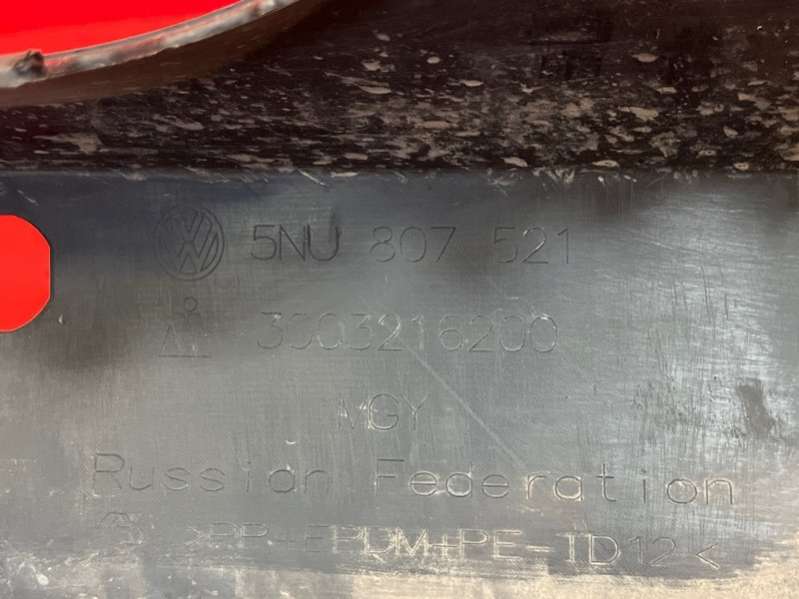 5NU 807 521
3003216200
MGY
Russian Federation
>PP+EPDM+PE-TD12<